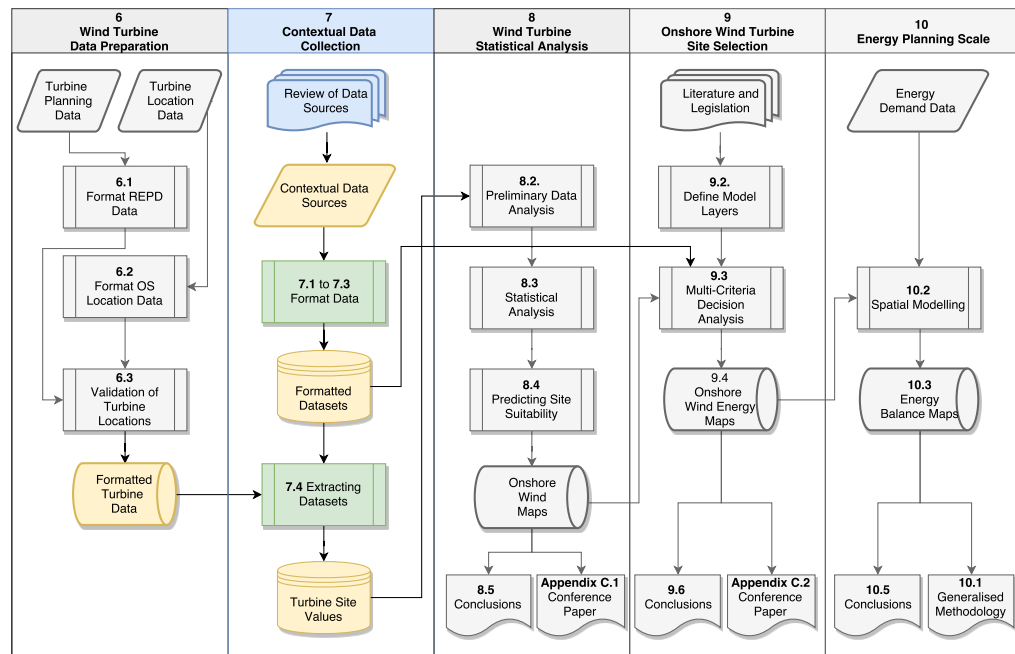 6
Wind Turbine
Data Preparation
7
Contextual Data
Collection
8
Wind Turbine
Statistical Analysis
9
Onshore Wind Turbine
Site Selection
10
Energy Planning Scale
Turbine
Planning
Data
Turbine
Location
Data
6.1
Format REPD
Data
6.2
Format OS
Location Data
6.3
Validation of
Turbine
Locations
Formatted
Turbine
Data
Review of Data
Sources
Contextual Data
Sources
7.1 to 7.3
Format Data
Formatted
Datasets
7.4 Extracting
Datasets
Turbine Site
Values
8.2.
Preliminary Data
Analysis
8.3
Statistical
Analysis
8.4
Predicting Site
Suitability
Onshore
Wind
Maps
8.5
Conclusions
Appendix C.1
Conference
Paper
Literature and
Legislation
9.2.
Define Model
Layers
9.3
Multi-Criteria
Decision
Analysis
9.4
Onshore
Wind Energy
Maps
9.6
Conclusions
Appendix C.2
Conference
Paper
Energy
Demand Data
10.2
Spatial Modelling
10.3
Energy
Balance Maps
10.5
Conclusions
10.1
Generalised
Methodology